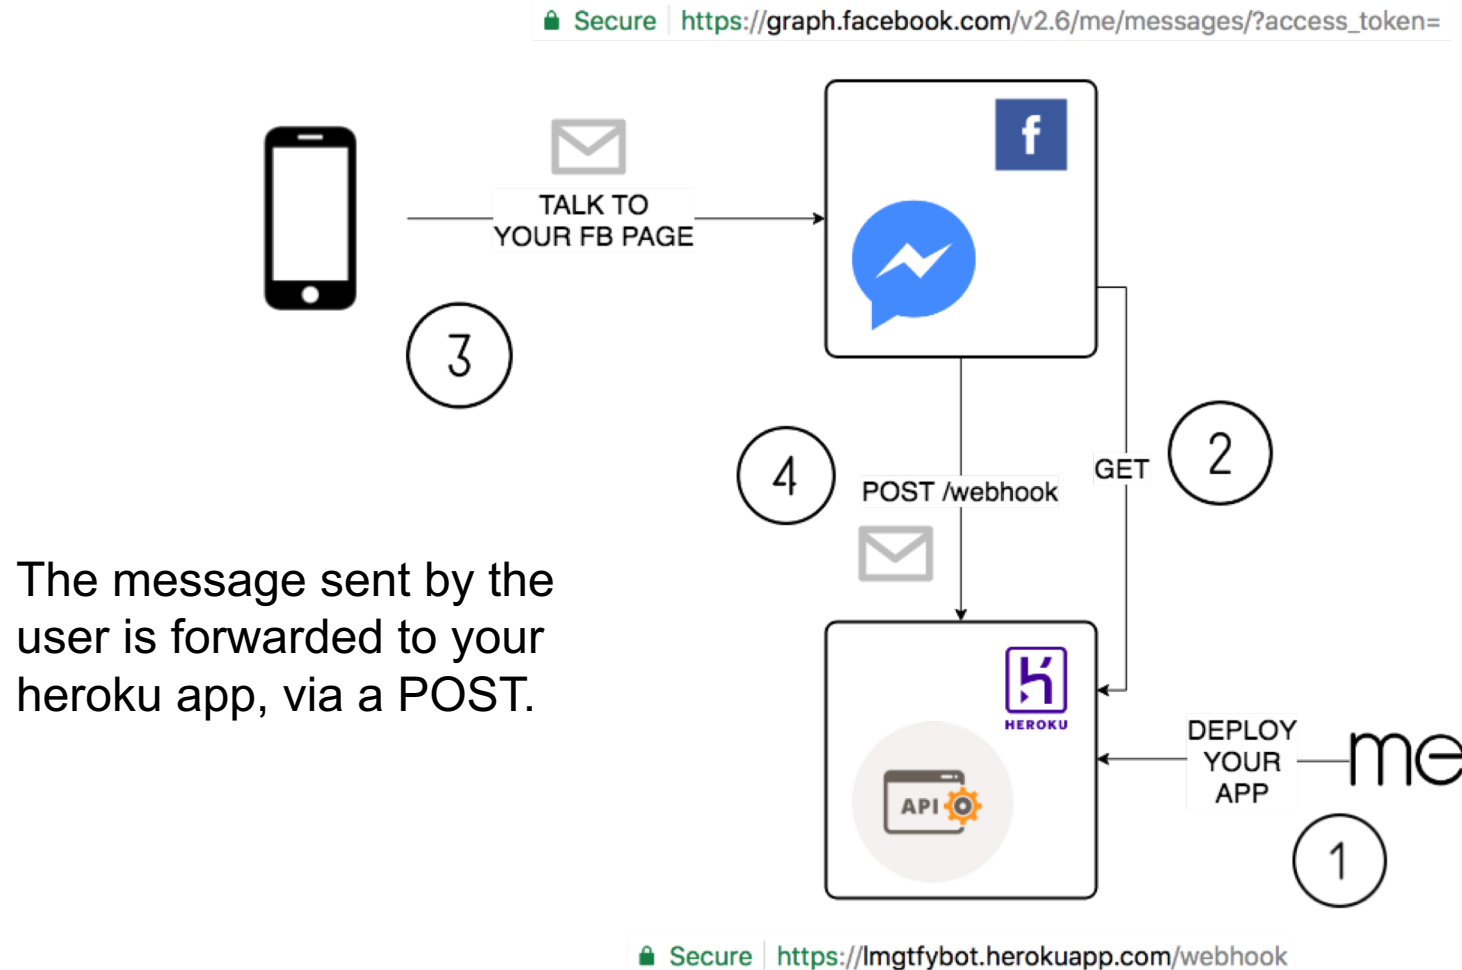 Secure https://graph.facebook.com/v2.6/me/messages/?access_token=
f
TALK TO
YOUR FB PAGE
3
4
POST /webhook
GET
2
The message sent by the
user is forwarded to your
heroku app, via a POST.
HEROKU
API
DEPLOY
YOUR
APP
me
1
Secure https://lmgtfybot.herokuapp.com/webhook